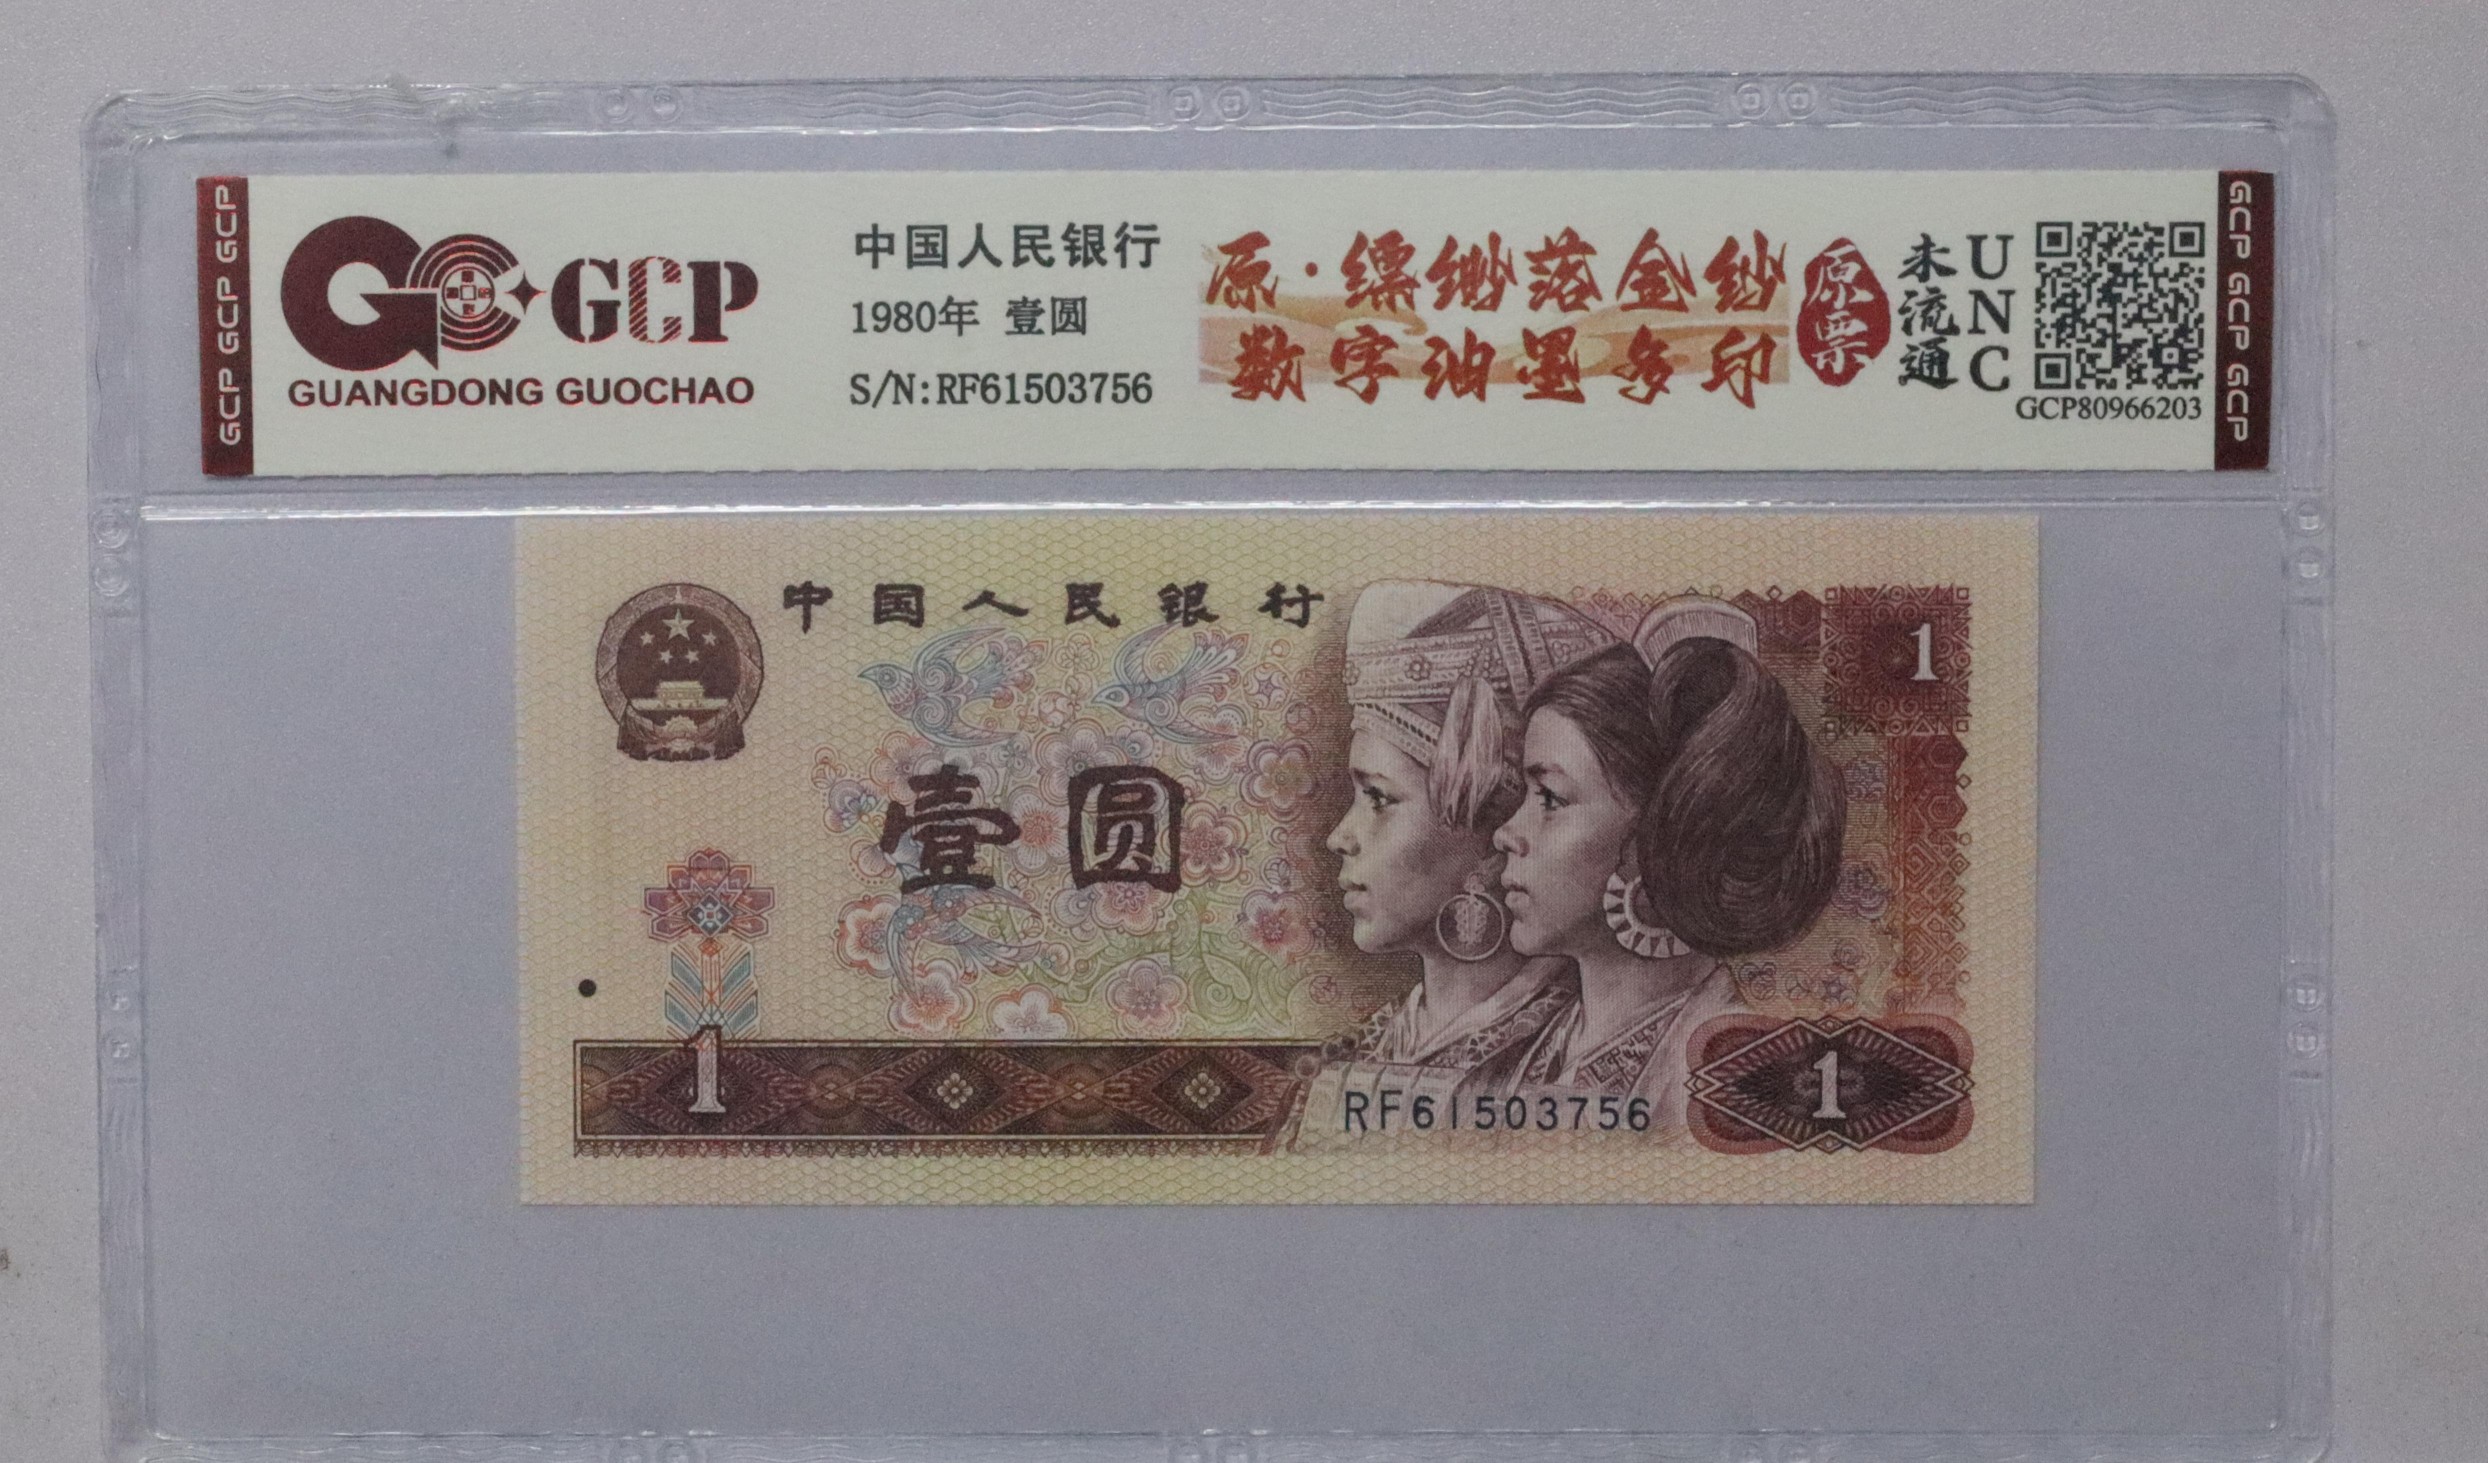 GCP GCP GCP
GCP
GUANGDONG GUOCHAO
中国人民银行
1980年 壹圆
S/N:RF61503756
原·缥缈落金纱
数字油墨多印
原票
未流通
UNC
GCP80966203
GCP GCP GCP
中国人民银行
1
壹圆
1
RF61503756
1